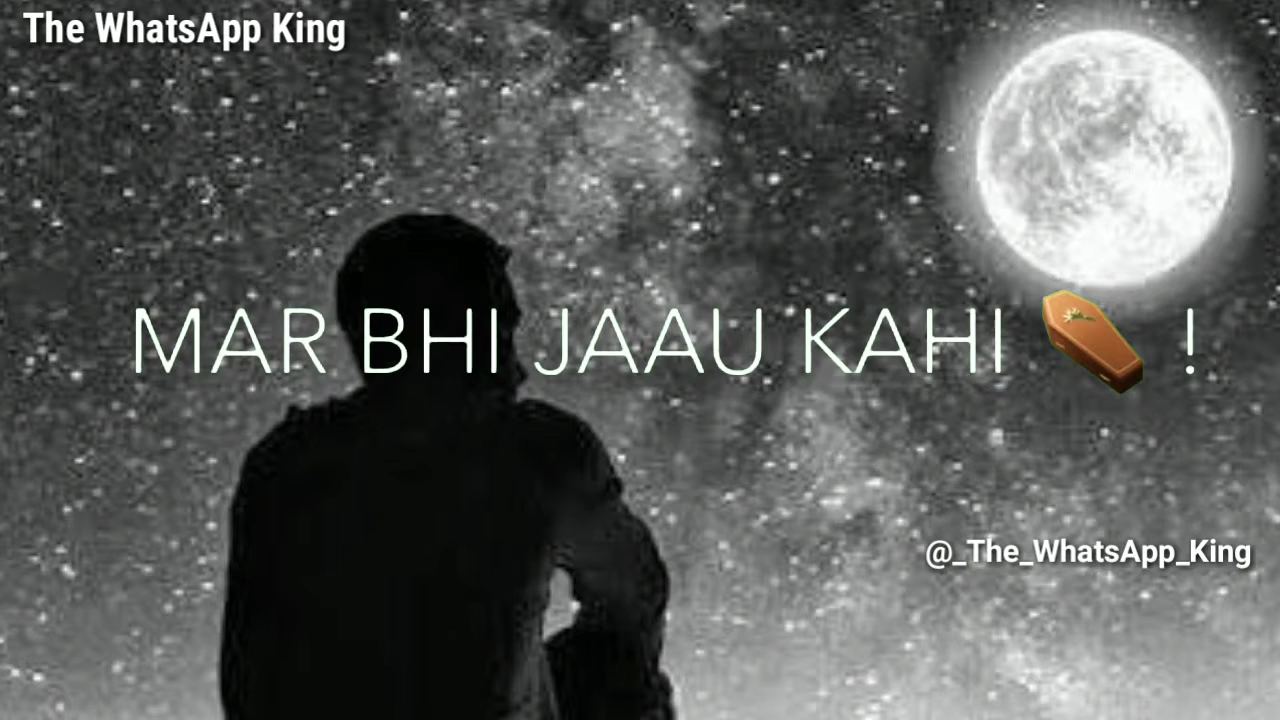 The WhatsApp King
MAR BHI JAAU KAHI ⚰️ !
@_The_WhatsApp_King